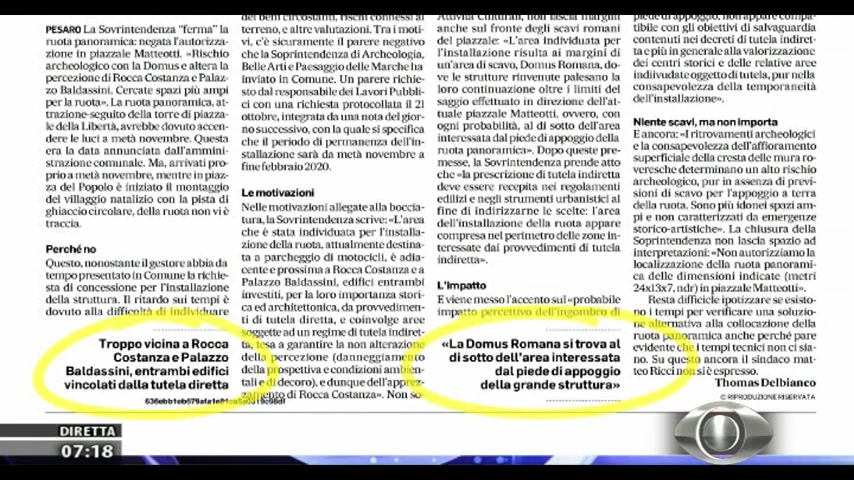 PESARO La Sovrintendenza “ferma” la
ruota panoramica: negata l'autorizza-
zione in piazzale Matteotti. «Rischi
archeologico con la Domus e altera la
percezione di Rocca Costanza e Palaz-
zo Baldassini. Cercate spazi più ampi
per la ruota». La ruota panoramica, at-
trazione-seguito della torre di piazza-
le della Libertà, avrebbe dovuto accen-
dere le luci a metà novembre. Questa
era la data annunciata dall'ammini-
strazione comunale. Ma, arrivati pro-
prio a metà novembre, mentre in piaz-
za del Popolo è iniziato il montaggio
del villaggio natalizio con la pista di
ghiaccio circolare, della ruota non vi è
traccia.
Perché no
Questo, nonostante il gestore abbia da
tempo presentato in Comune la richie-
sta di concessione per l'installazione
della struttura. Il ritardo sui tempi è
dovuto alla difficoltà di individuare
Troppo vicina a Rocca
Costanza e Palazzo
Baldassini, entrambi edifici
vincolati dalla tutela diretta
dei beni circostanti, rischi connessi al
terreno, e altre valutazioni. Tra i moti-
vi, c'è sicuramente il parere negativo
che la Soprintendenza di Archeologia,
Belle Arti e Paesaggio delle Marche ha
inviato in Comune. Un parere richie-
sto dal responsabile dei Lavori Pubbli-
ci con una richiesta protocollata il 21
ottobre, integrata da una nota del gior-
no successivo, con la quale si specifica
che il periodo di permanenza dell'in-
stallazione sarà da metà novembre a
fine febbraio 2020.
Le motivazioni
Nelle motivazioni allegate alla boccia-
tura, la Sovrintendenza scrive: «L'area
che è stata individuata per l'installa-
zione della ruota, attualmente destina-
ta a parcheggio di motocicli, è adia-
cente e prossima a Rocca Costanza e a
Palazzo Baldassini, edifici entrambi
investiti, per la loro importanza stori-
ca ed architettonica, da provvedimen-
ti di tutela diretta, e coinvolge aree
soggette ad un regime di tutela indiret-
ta, tesa a garantire la non alterazione
della percezione (danneggiamento
della prospettiva e condizioni ambien-
tali e di decoro), e dunque dell'apprez-
zamento di Rocca Costanza». Non so-
Attività Culturali, non lascia margini
anche sul fronte degli scavi romani
del piazzale: «L'area individuata per
l'installazione risulta ai margini di
un'area di scavo, Domus Romana, do-
ve le strutture rinvenute palesano la
loro continuazione oltre i limiti del
saggio effettuato in direzione dell'at-
tuale piazzale Matteotti, ovvero, con
ogni probabilità, al di sotto dell'area
interessata dal piede di appoggio della
ruota panoramica». Dopo queste pre-
messe, la Sovrintendenza prende atto
che «la prescrizione di tutela indiretta
deve essere recepita nei regolamenti
edilizi e negli strumenti urbanistici al
fine di indirizzarne le scelte: l'area
dell'installazione della ruota appare
compresa nel perimetro delle zone in-
teressate dai provvedimenti di tutela
indiretta».
L'impatto
E viene messo l'accento sul «probabile
impatto percettivo dell'ingombro di
«La Domus Romana si trova al
di sotto dell'area interessata
dal piede di appoggio
della grande struttura»
piede di appoggio, non appare compa-
tibile con gli obiettivi di salvaguardia
contenuti nei decreti di tutela indiret-
ta e più in generale alla valorizzazione
dei centri storici e delle relative aree
indiivudate oggetto di tutela, pur nella
consapevolezza della temporaneità
dell'installazione».
Niente scavi, ma non importa
E ancora: «I ritrovamenti archeologici
e la consapevolezza dell'affioramento
superficiale della cresta delle mura ro-
veresche determinano un alto rischio
archeologico, pur in assenza di previsio-
ni di scavo per l'appoggio a terra
della ruota. Sono più idonei spazi am-
pi e non caratterizzati da emergenze
storico-artistiche». La chiusura della
Soprintendenza non lascia spazio ad
interpretazioni: «Non autorizziamo la
localizzazione della ruota panorami-
ca delle dimensioni indicate (metri
24x13x7, ndr) in piazzale Matteotti».
Resta difficile ipotizzare se esisto-
no i tempi per verificare una soluzio-
ne alternativa alla collocazione della
ruota panoramica anche perché pare
evidente che i tempi tecnici non ci sia-
no. Su questo ancora il sindaco mat-
teo Ricci non si è espresso.
Thomas Delbianco
© RIPRODUZIONE RISERVATA
DIRETTA
07:18